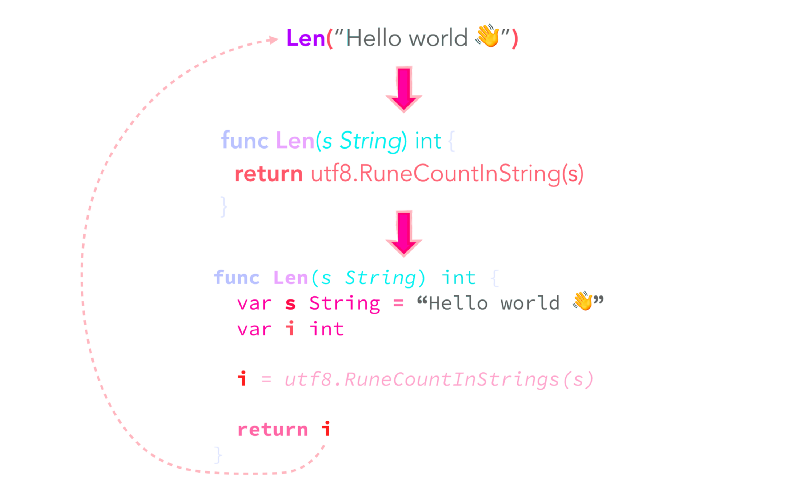 Len(“Hello world 👋”)
func Len(s String) int {
return utf8.RuneCountInString(s)
}
func Len(s String) int {
var s String = “Hello world 👋”
var i int
i = utf8.RuneCountInStrings(s)
return i
}